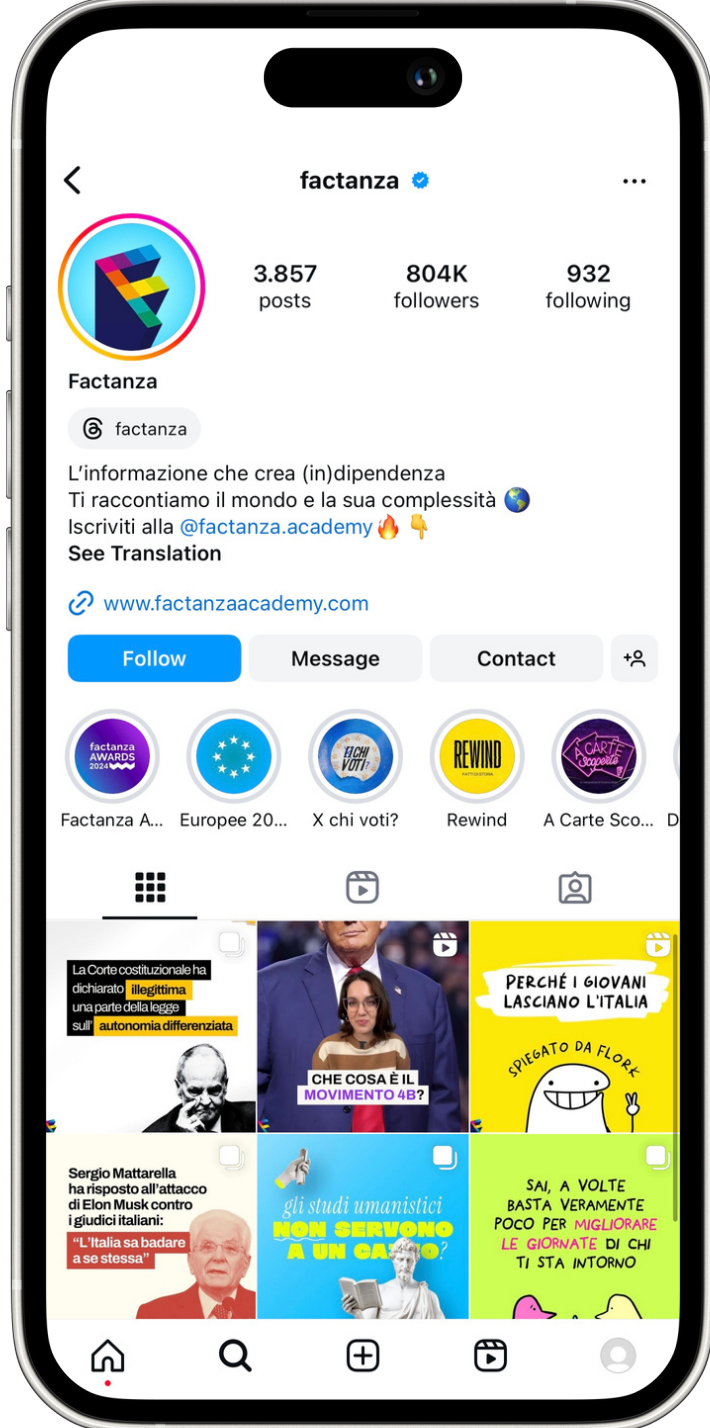 factanza
3.857
posts
804K
followers
932
following
Factanza
factanza
L'informazione che crea (in)dipendenza
Ti raccontiamo il mondo e la sua complessità 🌎
Iscriviti alla @factanza.academy🔥 👇
See Translation
www.factanzaacademy.com
Follow
Message
Contact
factanza
AWARDS
2024
X CHI
VOTI?
REWIND
A CARTE
Scoperte
Factanza A...
Europee 20...
X chi voti?
Rewind
A Carte Sco...
D
La Corte costituzionale ha
dichiarato illegittima
una parte della legge
sull' autonomia differenziata
CHE COSA È IL
MOVIMENTO 4B?
PERCHÉ I GIOVANI
LASCIANO L'ITALIA
SPIEGATO DA FLORK
Sergio Mattarella
ha risposto all'attacco
di Elon Musk contro
i giudici italiani:
"L'Italia sa badare
a se stessa"
gli studi umanistici
NON SERVONO
A UN CAZZO?
SAI, A VOLTE
BASTA VERAMENTE
POCO PER MIGLIORARE
LE GIORNATE DI CHI
TI STA INTORNO